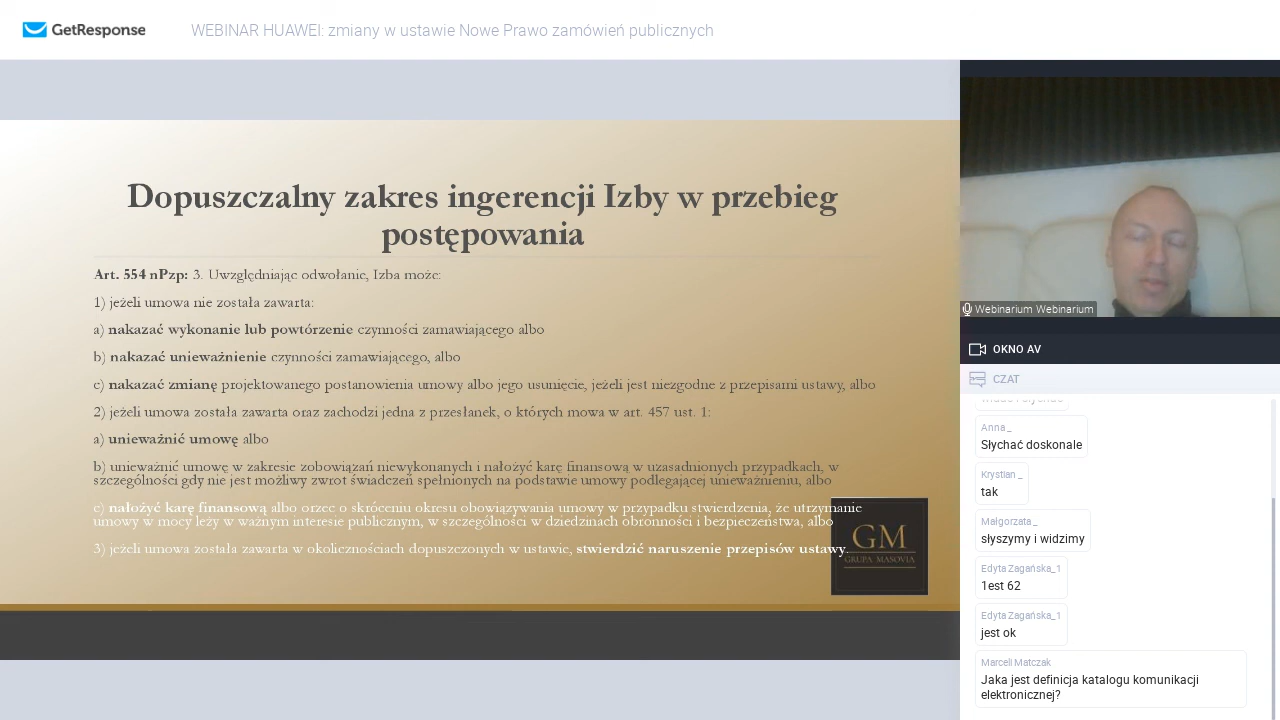 GetResponse
WEBINAR HUAWEI: zmiany w ustawie Nowe Prawo zamówień publicznych
Dopuszczalny zakres ingerencji Izby w przebieg
postępowania
Art. 554 nPzp: 3. Uwzględniając odwołanie, Izba może:
1) jeżeli umowa nie została zawarta:
a) nakazać wykonanie lub powtórzenie czynności zamawiającego albo
b) nakazać unieważnienie czynności zamawiającego, albo
c) nakazać zmianę projektowanego postanowienia umowy albo jego usunięcie, jeżeli jest niezgodne z przepisami ustawy, albo
2) jeżeli umowa została zawarta oraz zachodzi jedna z przesłanek, o których mowa w art. 457 ust. 1:
a) unieważnić umowę albo
b) unieważnić umowę w zakresie zobowiązań niewykonanych i nałożyć karę finansową w uzasadnionych przypadkach, w
szczególności gdy nie jest możliwy zwrot świadczeń spełnionych na podstawie umowy podlegającej unieważnieniu, albo
c) nałożyć karę finansową albo orzec o skróceniu okresu obowiązywania umowy w przypadku stwierdzenia, że utrzymanie
umowy w mocy leży w ważnym interesie publicznym, w szczególności w dziedzinach obronności i bezpieczeństwa, albo
3) jeżeli umowa została zawarta w okolicznościach dopuszczonych w ustawie, stwierdzić naruszenie przepisów ustawy.
GM
GRUPA MASOVIA
Webinarium Webinarium
OKNO AV
CZAT
Anna _
Słychać doskonale
Krystian _
tak
Małgorzata _
słyszymy i widzimy
Edyta Zagańska_1
1est 62
Edyta Zagańska_1
jest ok
Marceli Matczak
Jaka jest definicja katalogu komunikacji
elektronicznej?